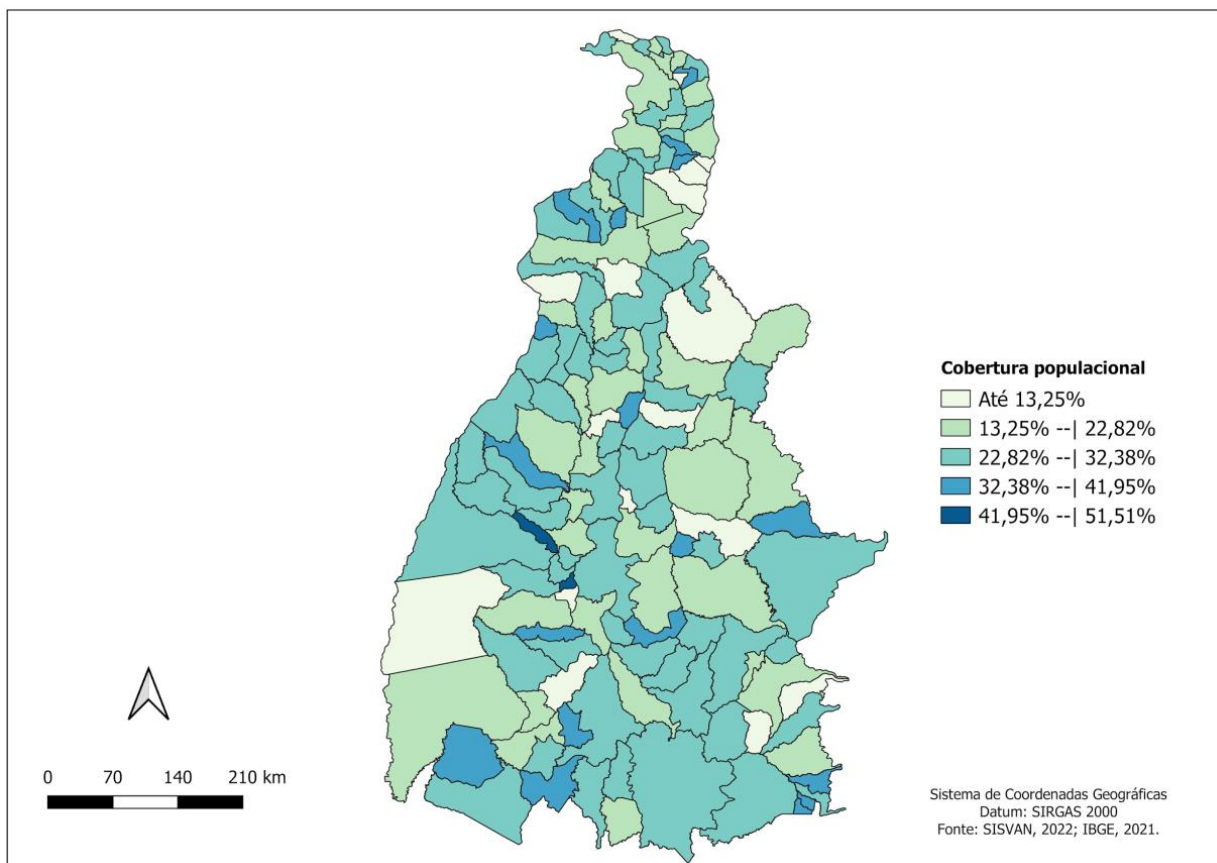 Cobertura populacional
Até 13,25%
13,25% --| 22,82%
22,82% --| 32,38%
32,38% --| 41,95%
41,95% --| 51,51%
0 70 140 210 km
Sistema de Coordenadas Geográficas
Datum: SIRGAS 2000
Fonte: SISVAN, 2022; IBGE, 2021.